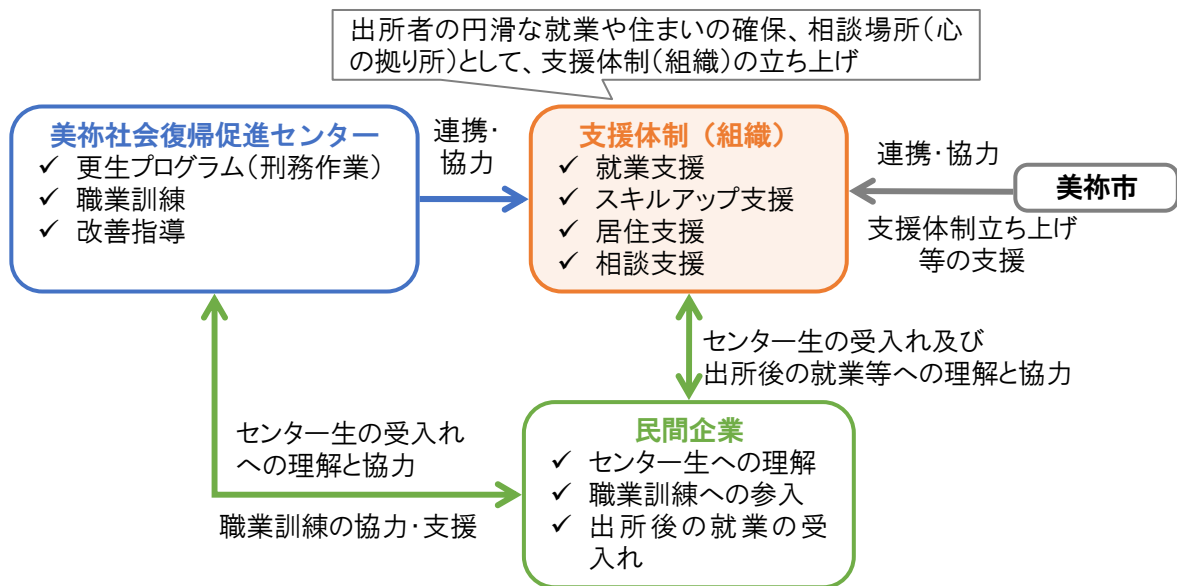 出所者の円滑な就業や住まいの確保、相談場所(心
の拠り所)として、支援体制(組織)の立ち上げ
美祢社会復帰促進センター
✓ 更生プログラム(刑務作業)
✓ 職業訓練
✓ 改善指導
連携・
協力
支援体制(組織)
✓ 就業支援
✓ スキルアップ支援
✓ 居住支援
✓ 相談支援
連携・協力
美祢市
支援体制立ち上げ
等の支援
センター生の受入れ及び
出所後の就業等への理解と協力
センター生の受入れ
への理解と協力
職業訓練の協力・支援
民間企業
✓ センター生への理解
✓ 職業訓練への参入
✓ 出所後の就業の受
入れ